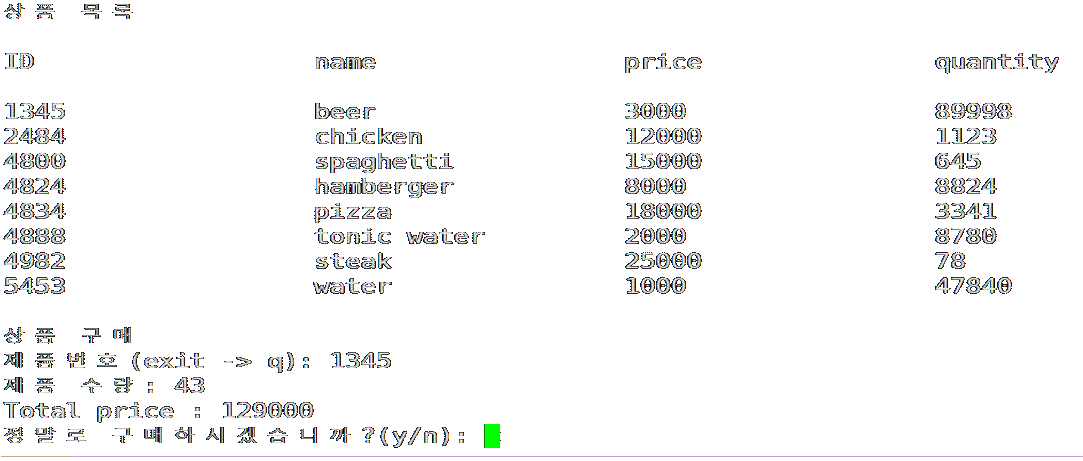 상품 목록
ID name price quantity
1345 beer 3000 89998
2484 chicken 12000 1123
4800 spaghetti 15000 645
4824 hamberger 8000 8824
4834 pizza 18000 3341
4888 tonic water 2000 8780
4982 steak 25000 78
5453 water 1000 47840
상품 구매
제품번호(exit -> q): 1345
제품 수량: 43
Total price : 129000
정말로 구매하시겠습니까?(y/n):